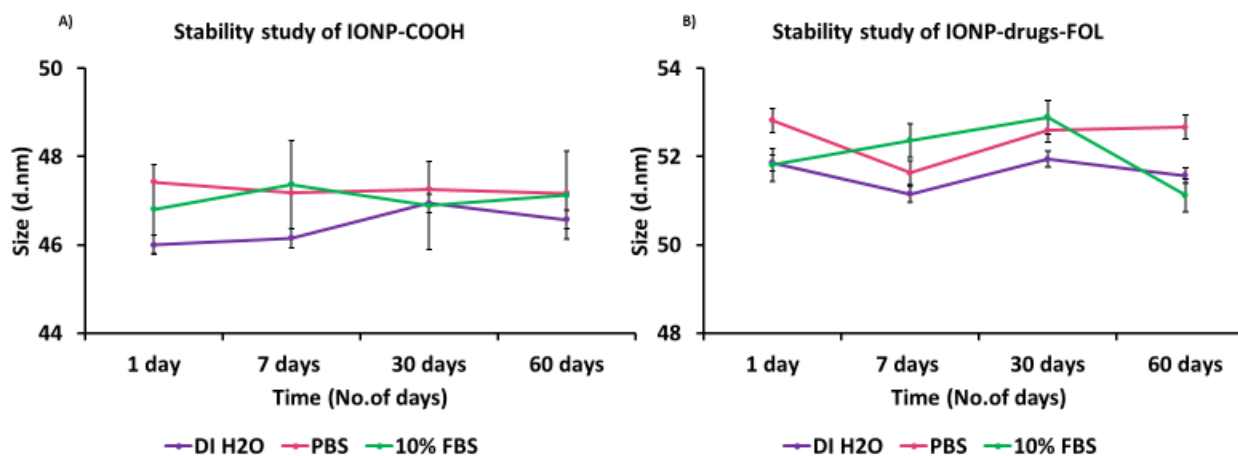 A)
Stability study of IONP-COOH
Size (d.nm)
50
48
46
44
1 day 7 days 30 days 60 days
Time (No.of days)
DI H2O PBS 10% FBS
B)
Stability study of IONP-drugs-FOL
Size (d.nm)
54
52
50
48
1 day 7 days 30 days 60 days
Time (No.of days)
DI H2O PBS 10% FBS